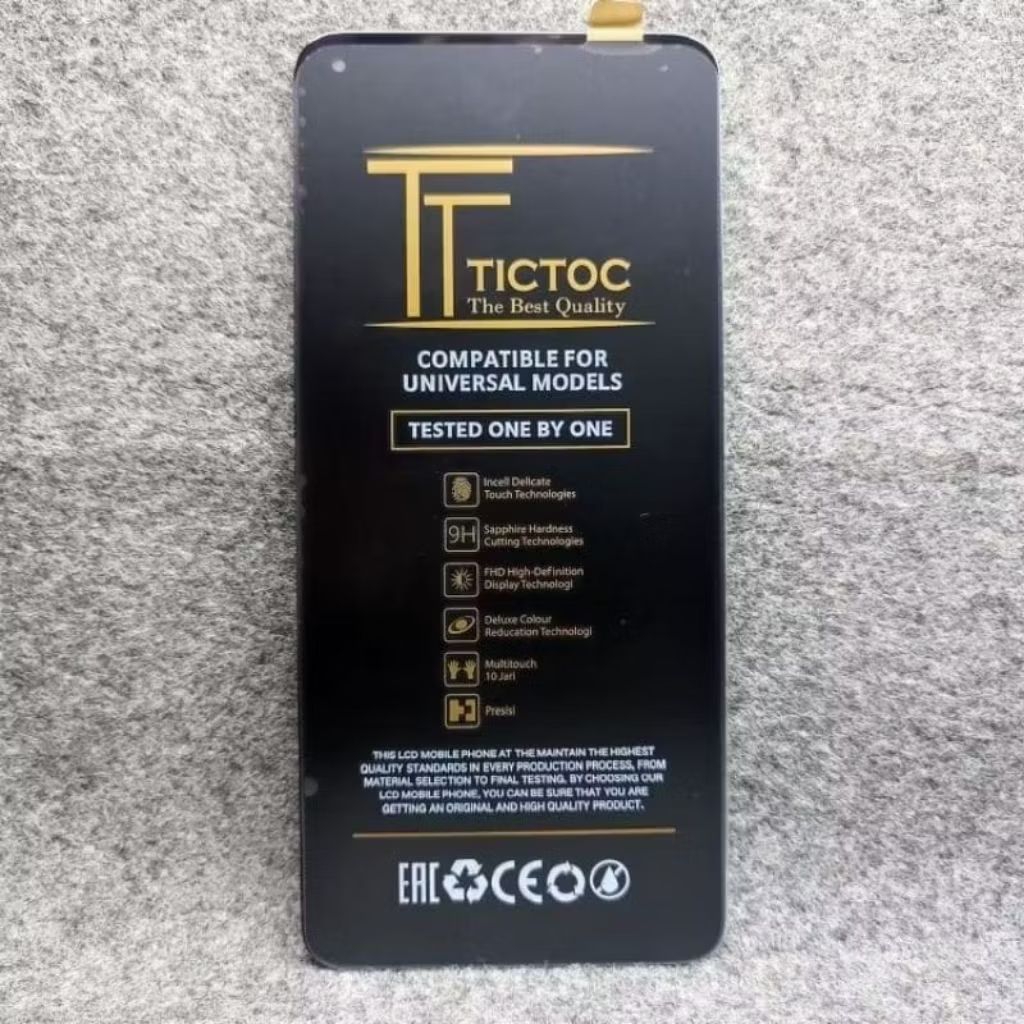 TT
TICTOC
The Best Quality
COMPATIBLE FOR
UNIVERSAL MODELS
TESTED ONE BY ONE
Incell Delicate
Touch Technologies
9H
Sapphire Hardness
Cutting Technologies
FHD High-Definition
Display Technologi
Deluxe Colour
Reducation Technologi
Multitouch
10 Jari
Presisi
THIS LCD MOBILE PHONE AT THE MAINTAIN THE HIGHEST
QUALITY STANDARDS IN EVERY PRODUCTION PROCESS, FROM
MATERIAL SELECTION TO FINAL TESTING. BY CHOOSING OUR
LCD MOBILE PHONE, YOU CAN BE SURE THAT YOU ARE
GETTING AN ORIGINAL AND HIGH QUALITY PRODUCT.
EAC CE